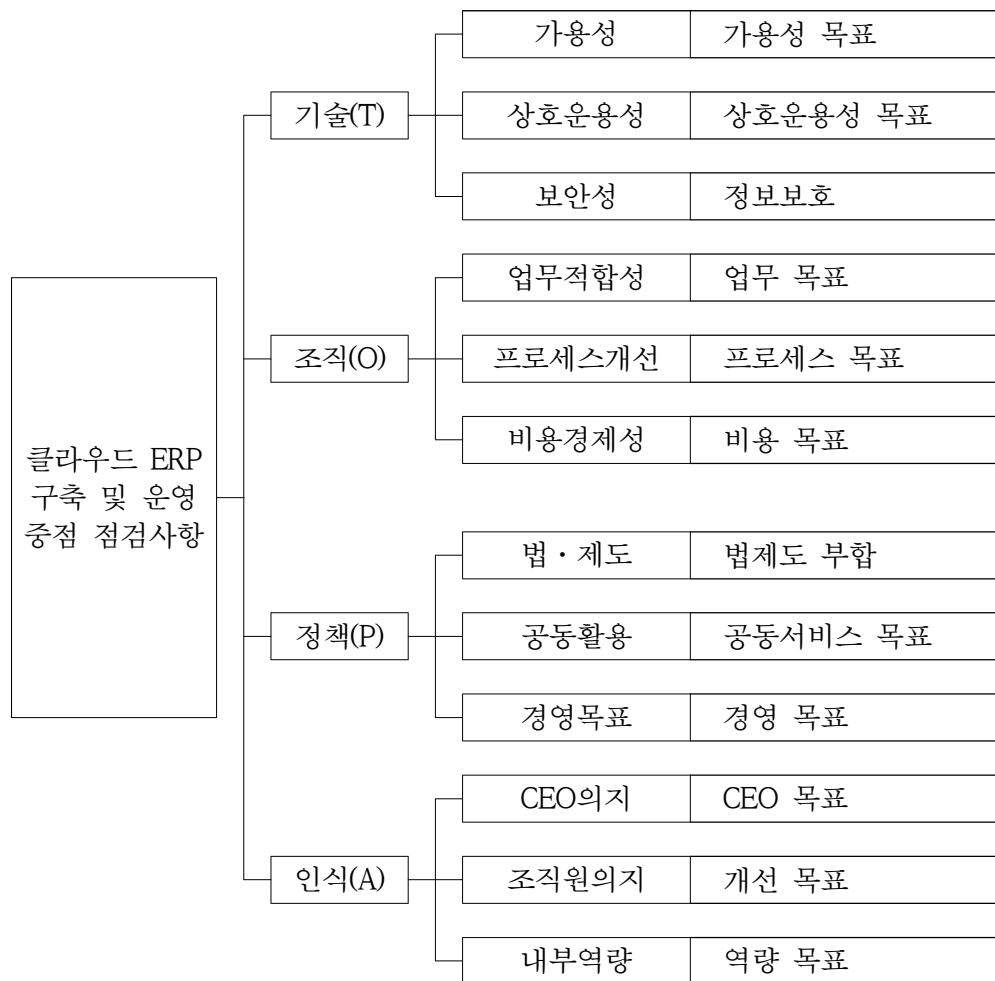 가용성 가용성 목표
기술(T) 상호운용성 상호운용성 목표
보안성 정보보호
업무적합성 업무 목표
조직(O) 프로세스개선 프로세스 목표
비용경제성 비용 목표
클라우드 ERP
구축 및 운영
중점 점검사항
법・제도 법제도 부합
정책(P) 공동활용 공동서비스 목표
경영목표 경영 목표
CEO의지 CEO 목표
인식(A) 조직원의지 개선 목표
내부역량 역량 목표